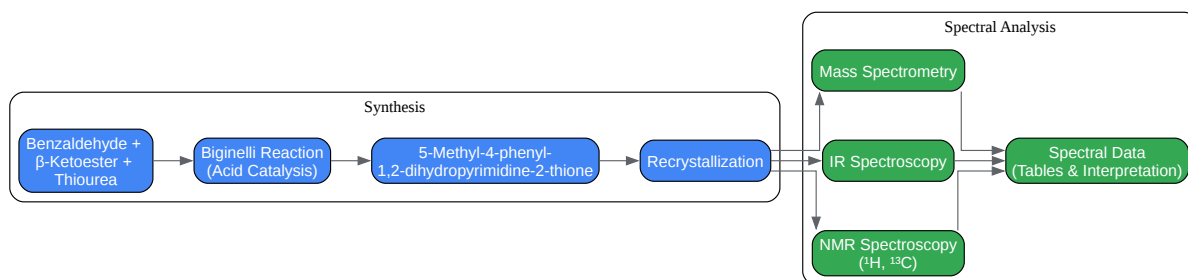 Synthesis
Benzaldehyde +
β-Ketoester +
Thiourea
Biginelli Reaction
(Acid Catalysis)
5-Methyl-4-phenyl-
1,2-dihydropyrimidine-2-thione
Recrystallization
Spectral Analysis
Mass Spectrometry
IR Spectroscopy
NMR Spectroscopy
(¹H, ¹³C)
Spectral Data
(Tables & Interpretation)